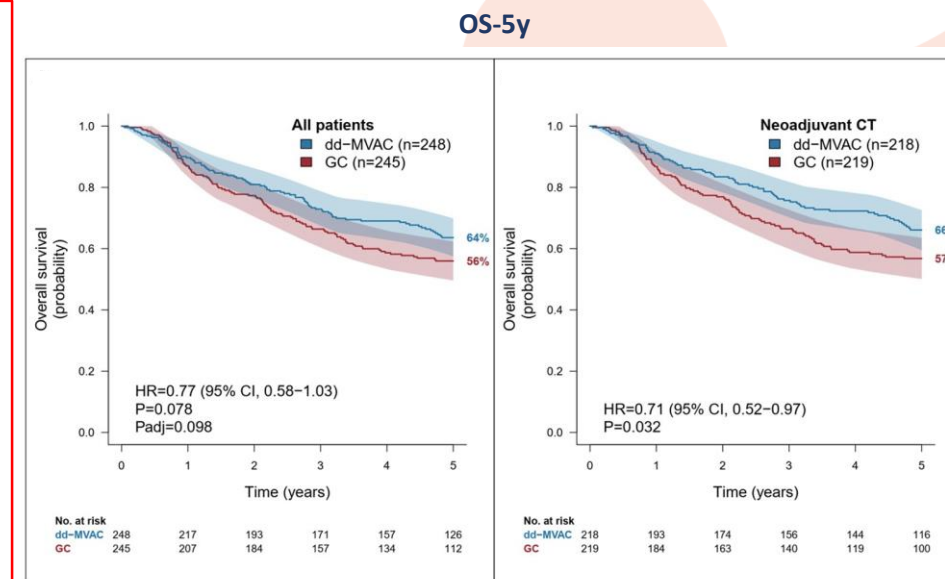 OS-5y
All patients
dd−MVAC (n=248)
GC (n=245)
1.0
0.8
0.6
0.4
0.2
0.0
Overall survival
(probability)
64%
56%
HR=0.77 (95% CI, 0.58−1.03)
P=0.078
Padj=0.098
0 1 2 3 4 5
Time (years)
No. at risk
dd−MVAC 248 217 193 171 157 126
GC 245 207 184 157 134 112
Neoadjuvant CT
dd−MVAC (n=218)
GC (n=219)
1.0
0.8
0.6
0.4
0.2
0.0
Overall survival
(probability)
66
57
HR=0.71 (95% CI, 0.52−0.97)
P=0.032
0 1 2 3 4 5
Time (years)
No. at risk
dd−MVAC 218 193 174 156 144 116
GC 219 184 163 140 119 100